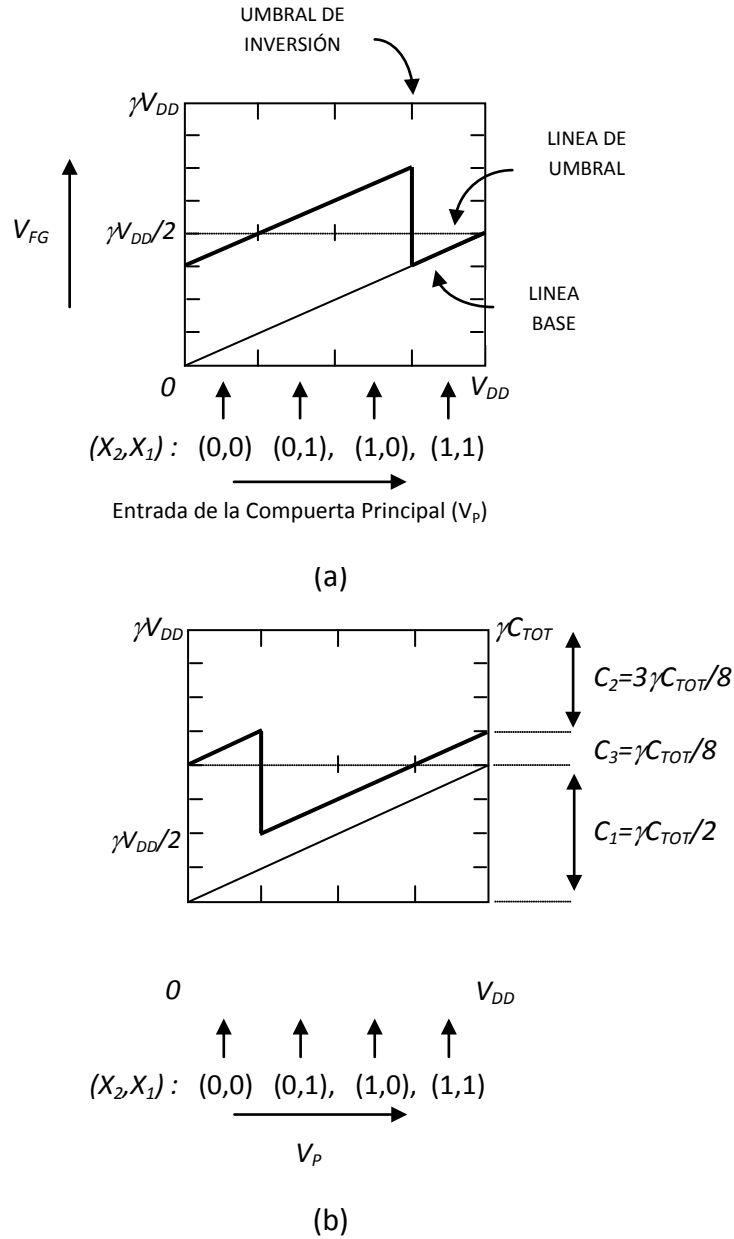 UMBRAL DE
INVERSIÓN
γV_DD
LINEA DE
UMBRAL
V_FG
γV_DD/2
LINEA
BASE
0
V_DD
(X_2,X_1) : (0,0) (0,1), (1,0), (1,1)
Entrada de la Compuerta Principal (V_P)
(a)
γV_DD
γC_TOT
C_2=3γC_TOT/8
C_3=γC_TOT/8
γV_DD/2
C_1=γC_TOT/2
0
V_DD
(X_2,X_1) : (0,0) (0,1), (1,0), (1,1)
V_P
(b)